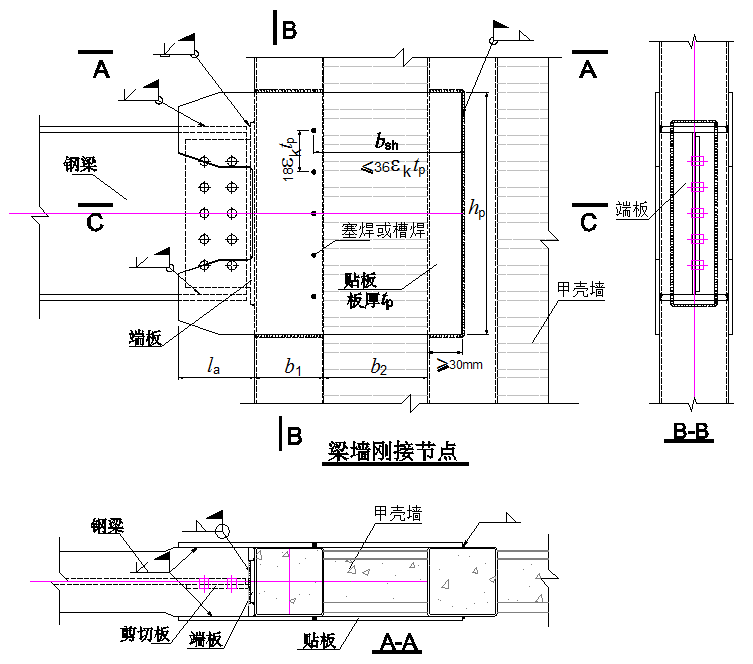 B
A
A
钢梁
18εktp
bsh
≤36εktp
C
C
hp
塞焊或槽焊
端板
贴板
板厚tp
甲壳墙
端板
la
b1
b2
≥30mm
B
梁墙刚接节点
B-B
钢梁
甲壳墙
剪切板
端板
贴板
A-A